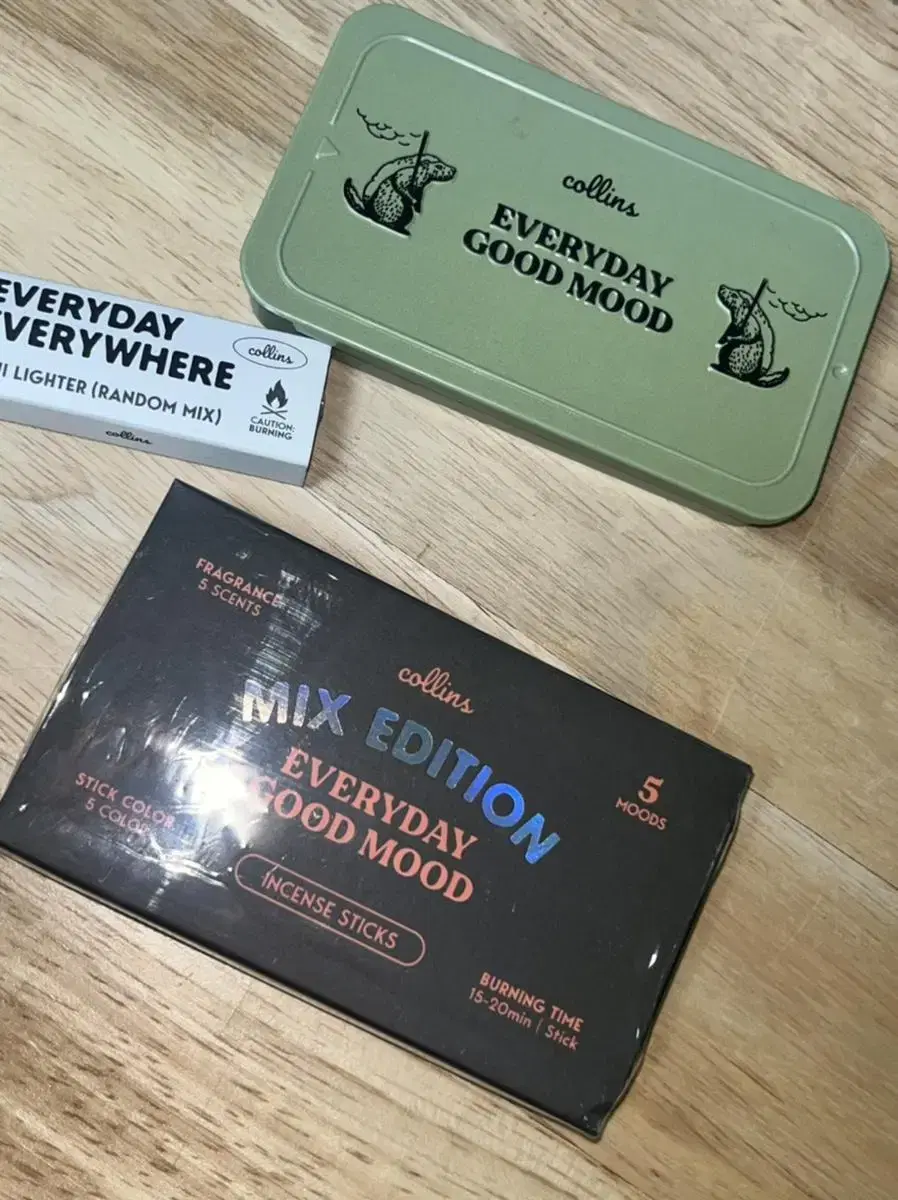 collins
EVERYDAY
GOOD MOOD
EVERYDAY
EVERYWHERE
collins
LIGHTER (RANDOM MIX)
CAUTION:
BURNING
collins
FRAGRANCE
5 SCENTS
collins
MIX EDITION
EVERYDAY
GOOD MOOD
INCENSE STICKS
5
MOODS
STICK COLOR
5 COLOR
BURNING TIME
15-20min | Stick